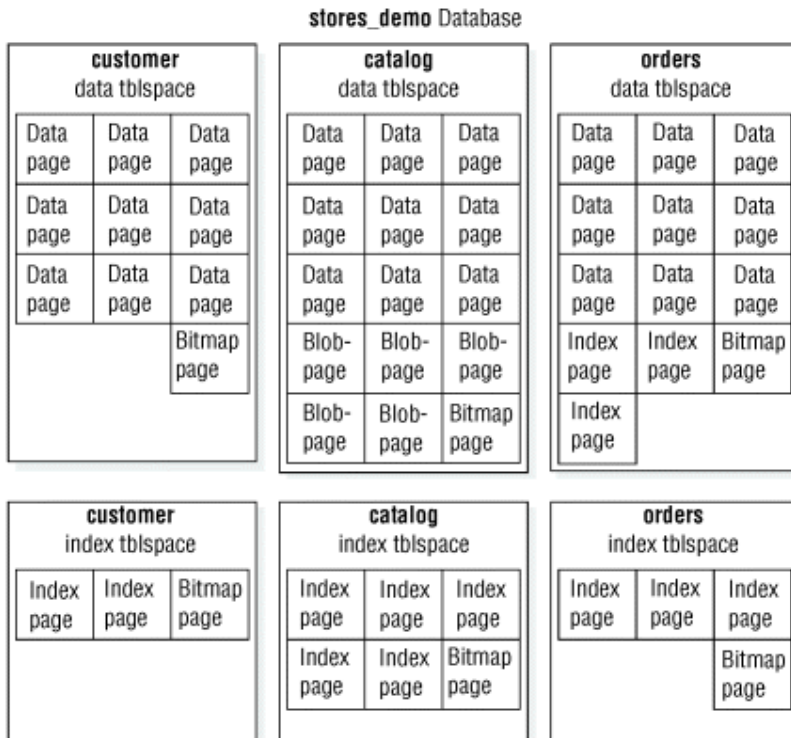 stores_demo Database
customer
data tblspace
Data page
Data page
Data page
Data page
Data page
Data page
Data page
Data page
Data page
Bitmap page
catalog
data tblspace
Data page
Data page
Data page
Data page
Data page
Data page
Data page
Data page
Data page
Blob-
page
Blob-
page
Blob-
page
Blob-
page
Blob-
page
Bitmap page
orders
data tblspace
Data page
Data page
Data page
Data page
Data page
Data page
Data page
Data page
Data page
Index page
Index page
Bitmap page
Index page
customer
index tblspace
Index page
Index page
Bitmap page
catalog
index tblspace
Index page
Index page
Index page
Index page
Index page
Bitmap page
orders
index tblspace
Index page
Index page
Index page
Bitmap page